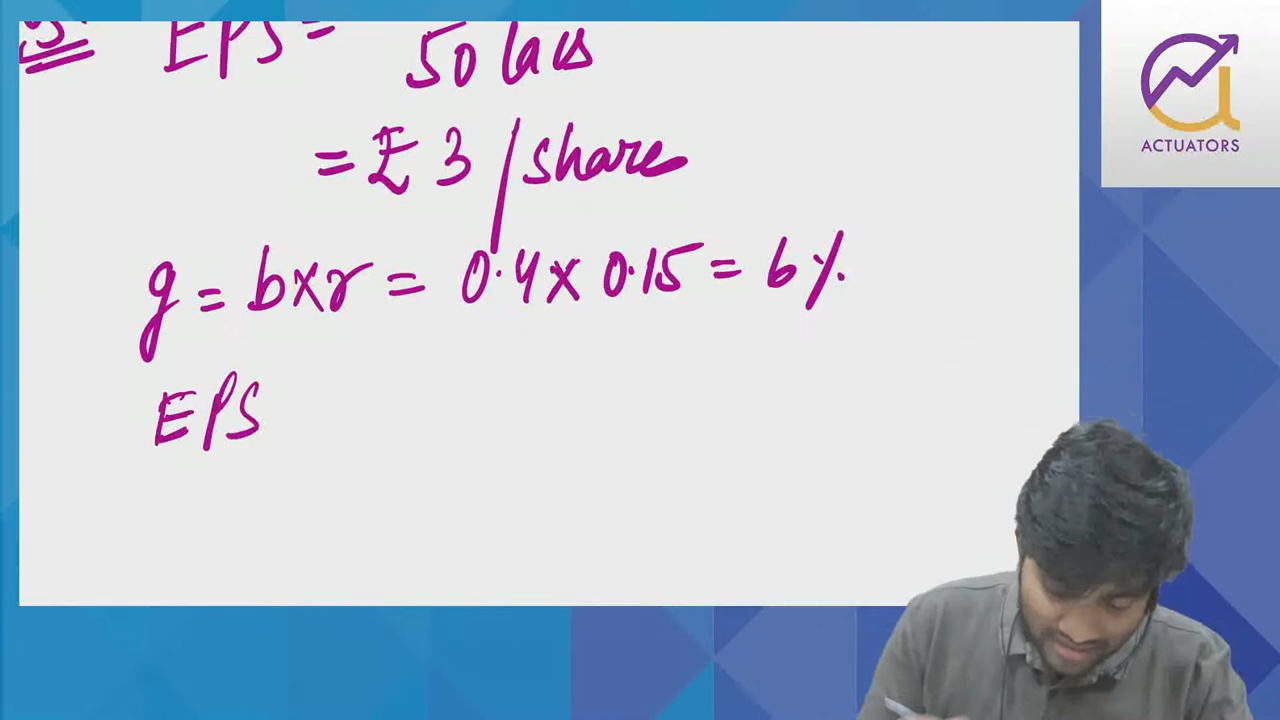 EPS =
50 lacs
= £ 3 / share
g = b×r = 0.4 × 0.15 = 6%
EPS
ACTUATORS